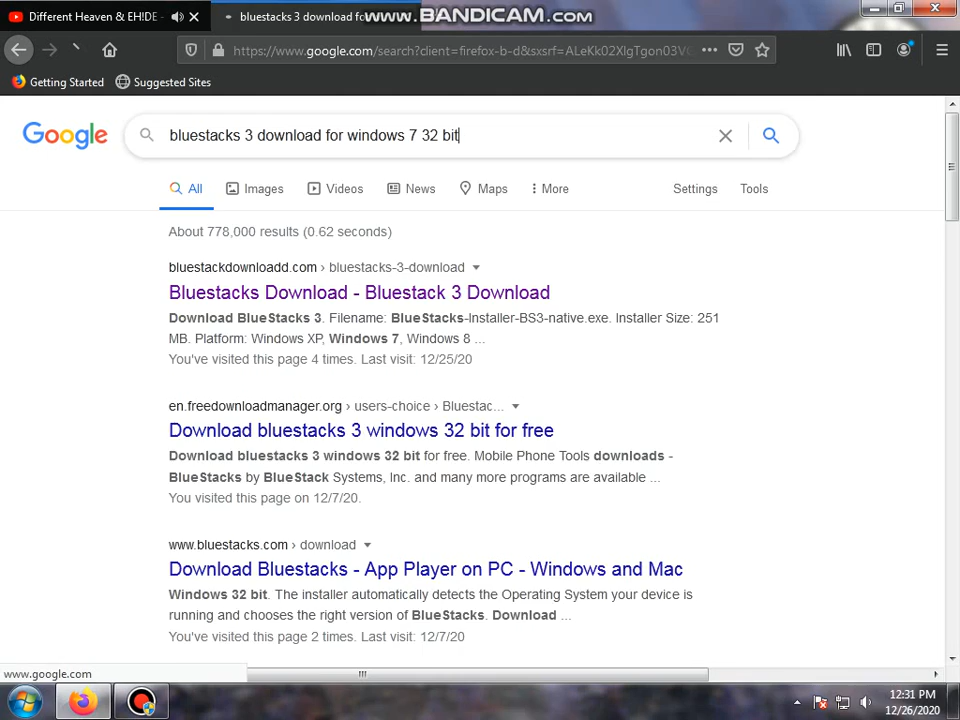 Different Heaven & EH!DE -
bluestacks 3 download fo
www.BANDICAM.com
https://www.google.com/search?client=firefox-b-d&sxsrf=ALeKk02XlgTgon03V
Getting Started
Suggested Sites
Google
bluestacks 3 download for windows 7 32 bit
All
Images
Videos
News
Maps
More
Settings
Tools
About 778,000 results (0.62 seconds)
bluestackdownloadd.com › bluestacks-3-download
Bluestacks Download - Bluestack 3 Download
Download BlueStacks 3. Filename: BlueStacks-Installer-BS3-native.exe. Installer Size: 251
MB. Platform: Windows XP, Windows 7, Windows 8 ...
You've visited this page 4 times. Last visit: 12/25/20
en.freedownloadmanager.org › users-choice › Bluestac...
Download bluestacks 3 windows 32 bit for free
Download bluestacks 3 windows 32 bit for free. Mobile Phone Tools downloads -
BlueStacks by BlueStack Systems, Inc. and many more programs are available ...
You visited this page on 12/7/20.
www.bluestacks.com › download
Download Bluestacks - App Player on PC - Windows and Mac
Windows 32 bit. The installer automatically detects the Operating System your device is
running and chooses the right version of BlueStacks. Download ...
You've visited this page 2 times. Last visit: 12/7/20
www.google.com
12:31 PM
12/26/2020